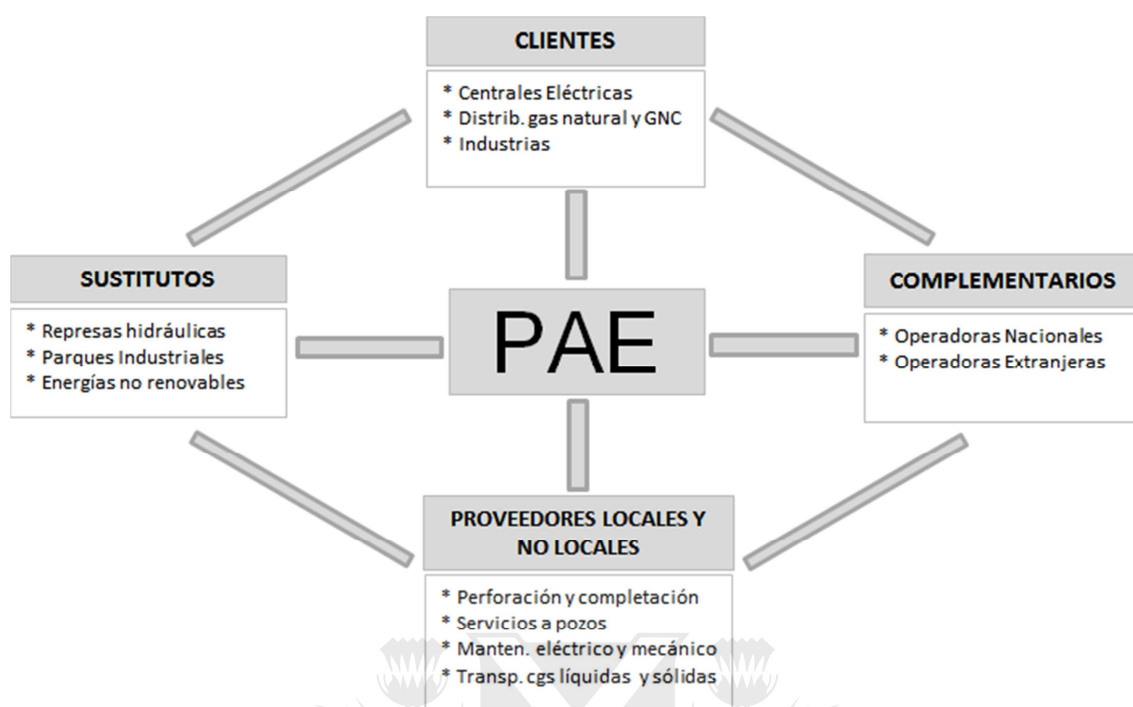 CLIENTES
* Centrales Eléctricas
* Distrib. gas natural y GNC
* Industrias
SUSTITUTOS
* Represas hidráulicas
* Parques Industriales
* Energías no renovables
PAE
COMPLEMENTARIOS
* Operadoras Nacionales
* Operadoras Extranjeras
PROVEEDORES LOCALES Y
NO LOCALES
* Perforación y completación
* Servicios a pozos
* Manten. eléctrico y mecánico
* Transp. cgs líquidas y sólidas